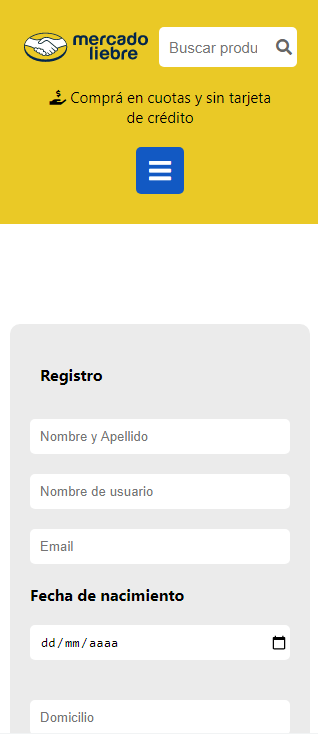 mercado
liebre
Buscar produ
Comprá en cuotas y sin tarjeta
de crédito
Registro
Nombre y Apellido
Nombre de usuario
Email
Fecha de nacimiento
dd/mm/aaaa
Domicilio